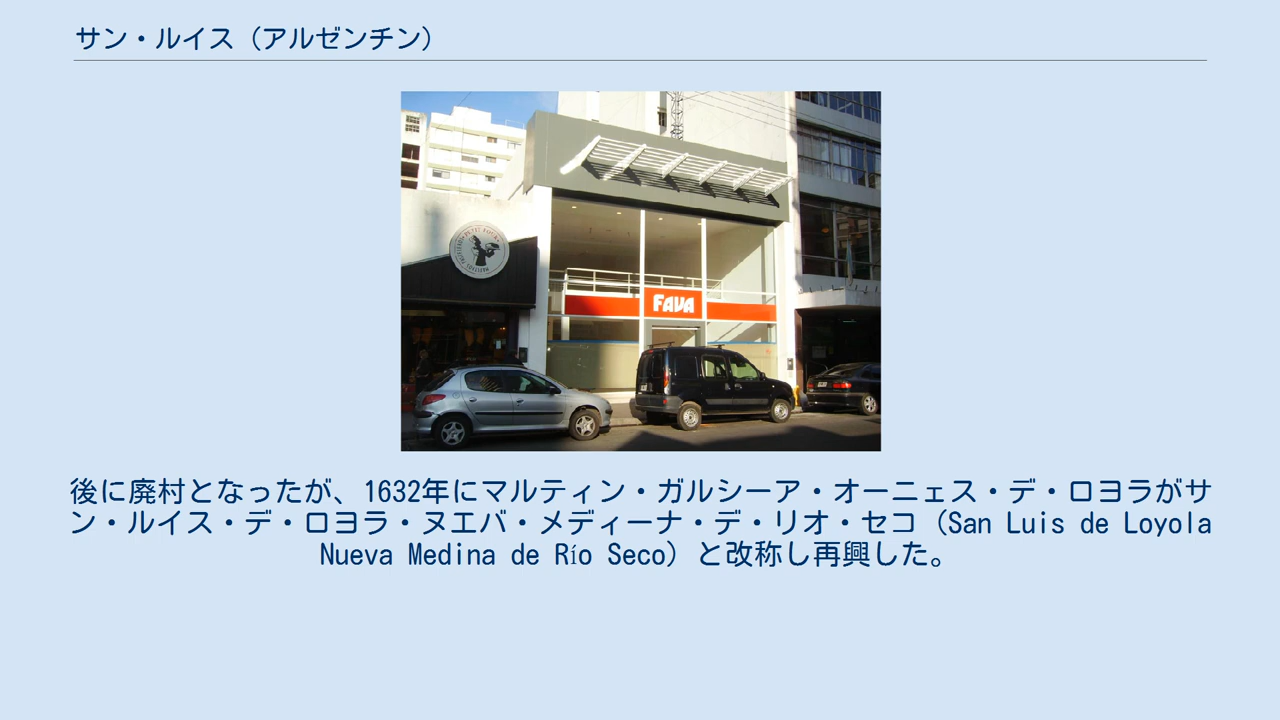 サン・ルイス（アルゼンチン）
PETIT FOUR
FAVA
後に廃村となったが、1632年にマルティン・ガルシーア・オーニェス・デ・ロヨラがサ
ン・ルイス・デ・ロヨラ・ヌエバ・メディーナ・デ・リオ・セコ（San Luis de Loyola
Nueva Medina de Río Seco）と改称し再興した。